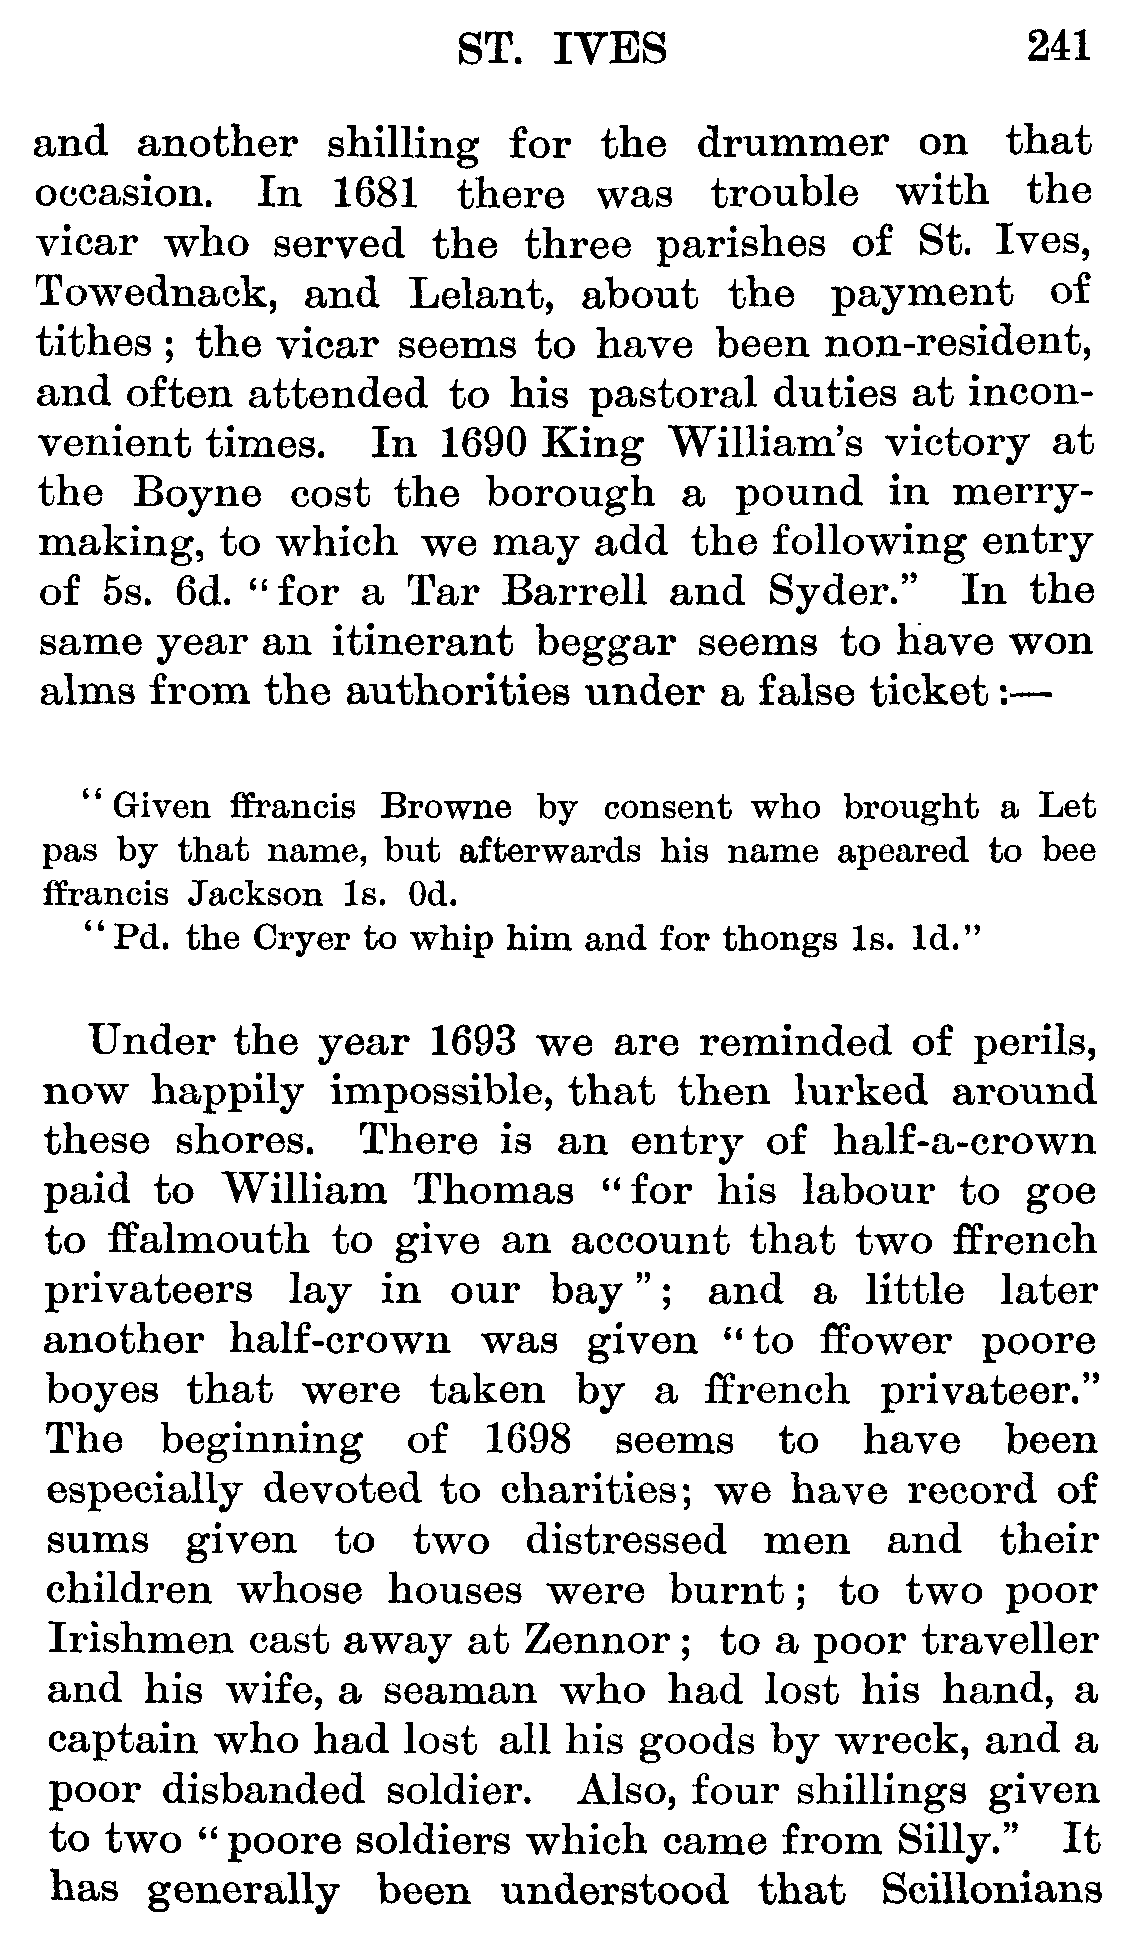 ST. IVES 241
and another shilling for the drummer on that
occasion. In 1681 there was trouble with the
vicar who served the three parishes of St. Ives,
Towednack, and Lelant, about the payment of
tithes ; the vicar seems to have been non-resident,
and often attended to his pastoral duties at incon-
venient times. In 1690 King William's victory at
the Boyne cost the borough a pound in merry-
making, to which we may add the following entry
of 5s. 6d. “for a Tar Barrell and Syder.” In the
same year an itinerant beggar seems to have won
alms from the authorities under a false ticket :—
“Given ffrancis Browne by consent who brought a Let
pas by that name, but afterwards his name apeared to bee
ffrancis Jackson 1s. 0d.
“Pd. the Cryer to whip him and for thongs 1s. 1d.”
Under the year 1693 we are reminded of perils,
now happily impossible, that then lurked around
these shores. There is an entry of half-a-crown
paid to William Thomas “for his labour to goe
to ffalmouth to give an account that two ffrench
privateers lay in our bay”; and a little later
another half-crown was given “to ffower poore
boyes that were taken by a ffrench privateer.”
The beginning of 1698 seems to have been
especially devoted to charities; we have record of
sums given to two distressed men and their
children whose houses were burnt ; to two poor
Irishmen cast away at Zennor ; to a poor traveller
and his wife, a seaman who had lost his hand, a
captain who had lost all his goods by wreck, and a
poor disbanded soldier. Also, four shillings given
to two “poore soldiers which came from Silly.” It
has generally been understood that Scillonians